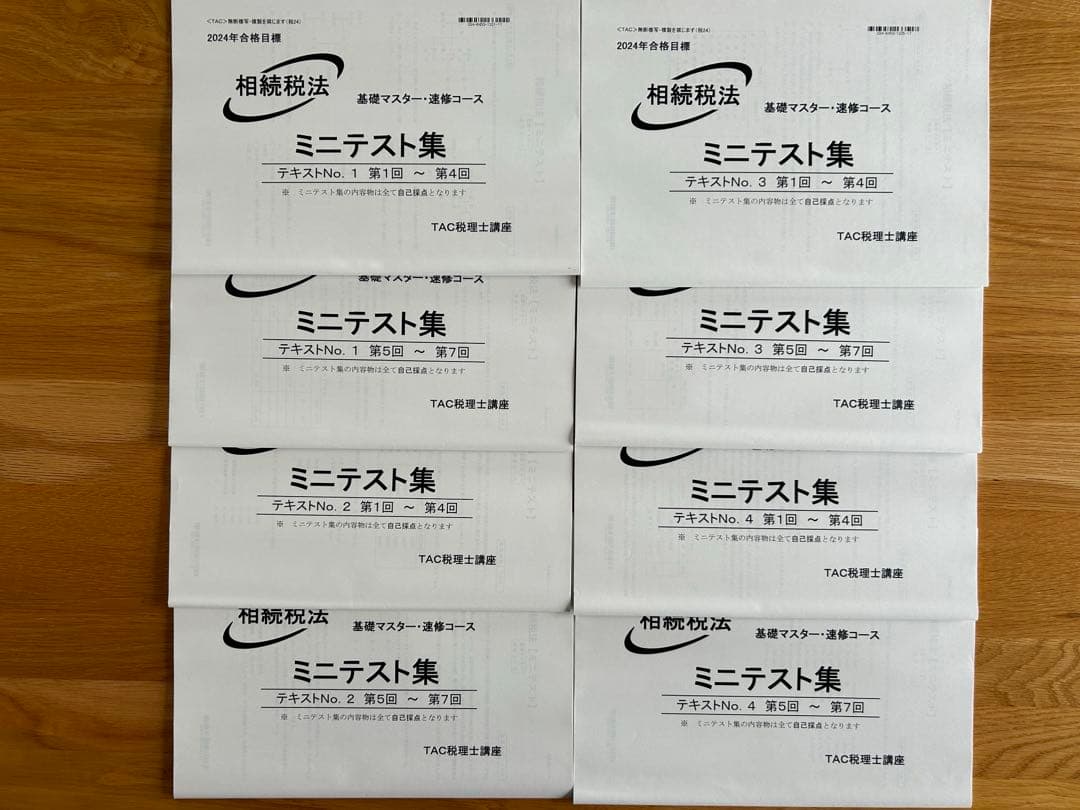 <TAC>無断複写・複製を禁じます(税24)
2024年合格目標
相続税法
基礎マスター・速修コース
ミニテスト集
テキストNo. 1 第1回 ～ 第4回
※ ミニテスト集の内容物は全て自己採点となります
TAC税理士講座
基礎マスター・速修コース
ミニテスト集
テキストNo. 1 第5回 ～ 第7回
※ ミニテスト集の内容物は全て自己採点となります
TAC税理士講座
ミニテスト集
テキストNo. 2 第1回 ～ 第4回
※ ミニテスト集の内容物は全て自己採点となります
TAC税理士講座
相続税法
基礎マスター・速修コース
ミニテスト集
テキストNo. 2 第5回 ～ 第7回
※ ミニテスト集の内容物は全て自己採点となります
TAC税理士講座
<TAC>無断複写・複製を禁じます(税24)
2024年合格目標
相続税法
基礎マスター・速修コース
ミニテスト集
テキストNo. 3 第1回 ～ 第4回
※ ミニテスト集の内容物は全て自己採点となります
TAC税理士講座
ミニテスト集
テキストNo. 3 第5回 ～ 第7回
※ ミニテスト集の内容物は全て自己採点となります
TAC税理士講座
ミニテスト集
テキストNo. 4 第1回 ～ 第4回
※ ミニテスト集の内容物は全て自己採点となります
TAC税理士講座
相続税法
基礎マスター・速修コース
ミニテスト集
テキストNo. 4 第5回 ～ 第7回
※ ミニテスト集の内容物は全て自己採点となります
TAC税理士講座